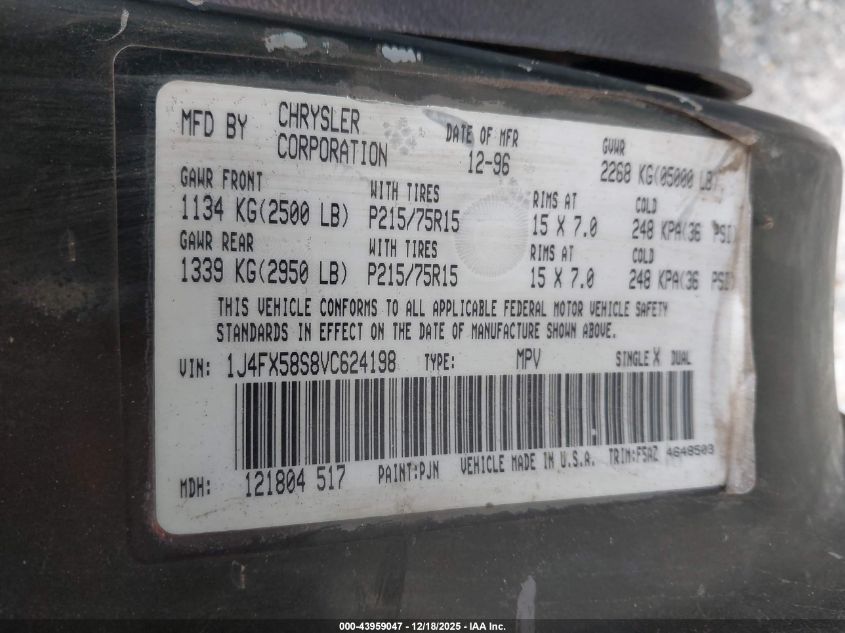 MFD BY CHRYSLER CORPORATION DATE OF MFR 12-96 GVWR 2268 KG(05000 LB)
GAWR FRONT WITH TIRES RIMS AT COLD
1134 KG(2500 LB) P215/75R15 15 X 7.0 248 KPA(36 PSI)
GAWR REAR WITH TIRES RIMS AT COLD
1339 KG(2950 LB) P215/75R15 15 X 7.0 248 KPA(36 PSI)
THIS VEHICLE CONFORMS TO ALL APPLICABLE FEDERAL MOTOR VEHICLE SAFETY
STANDARDS IN EFFECT ON THE DATE OF MANUFACTURE SHOWN ABOVE.
VIN: 1J4FX58S8VC624198 TYPE: MPV SINGLE X DUAL
MDH: 121804 517 PAINT:PJN VEHICLE MADE IN U.S.A. TRIM:F5AZ 4648503
000-43959047 - 12/18/2025 - IAA Inc.